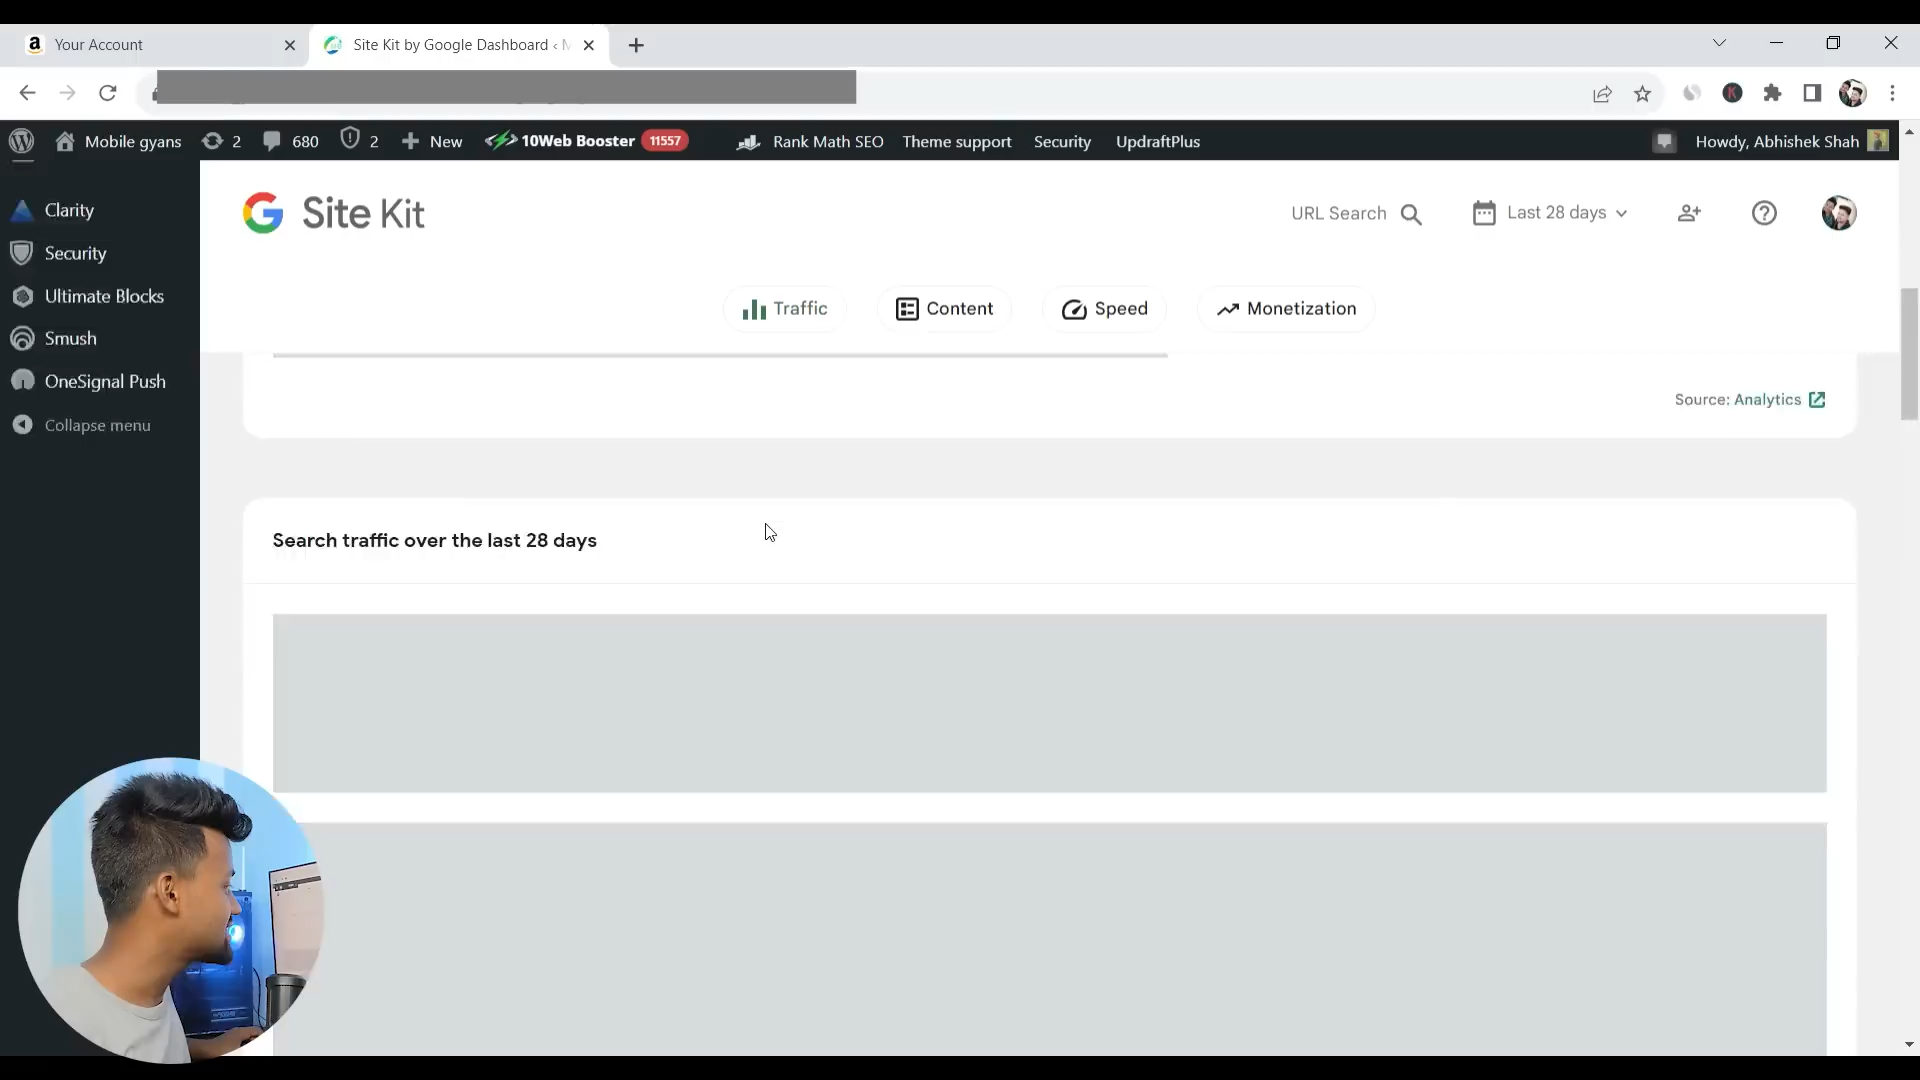 Your Account
Site Kit by Google Dashboard ‹ M
Mobile gyans
2
680
2
New
10Web Booster
11557
Rank Math SEO
Theme support
Security
UpdraftPlus
Howdy, Abhishek Shah
Clarity
Security
Ultimate Blocks
Smush
OneSignal Push
Collapse menu
Site Kit
URL Search
Last 28 days
Traffic
Content
Speed
Monetization
Source: Analytics
Search traffic over the last 28 days